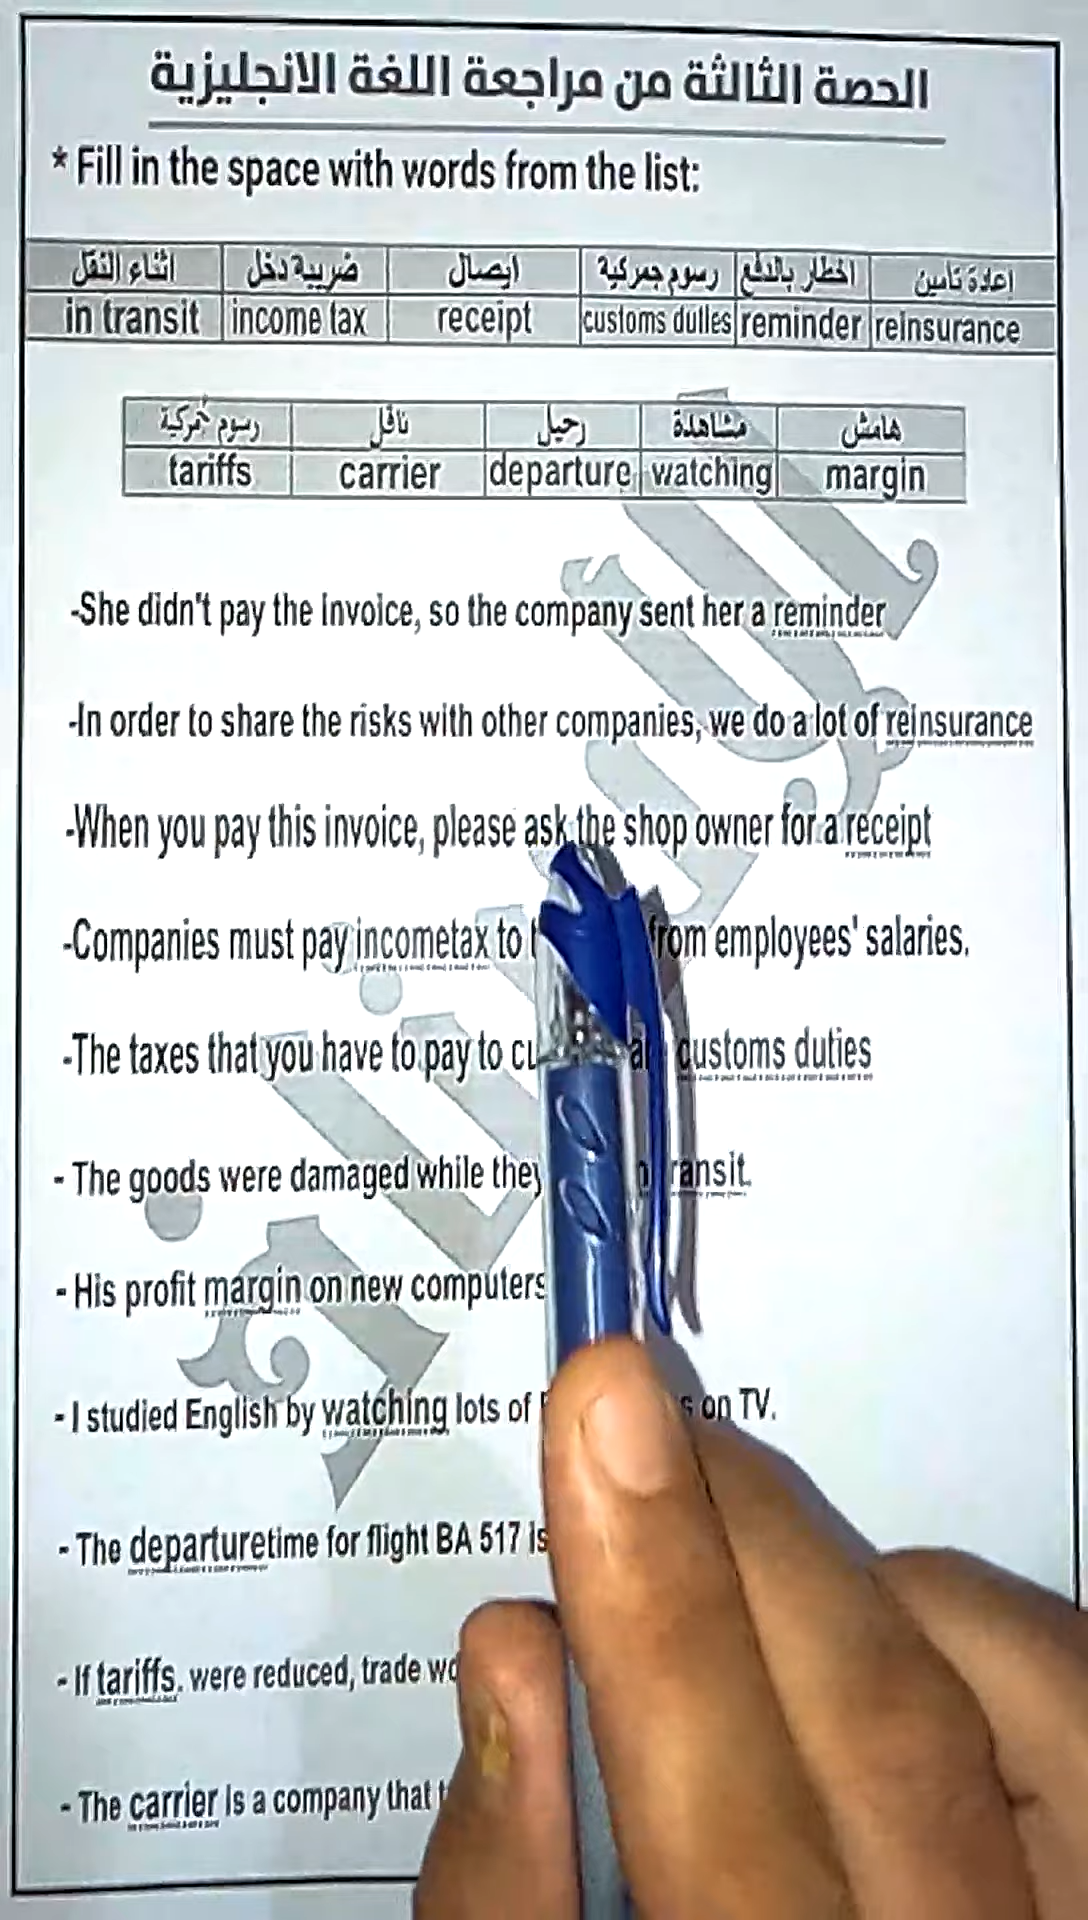 الحصة الثالثة من مراجعة اللغة الانجليزية
* Fill in the space with words from the list:
اثناء النقل ضريبة دخل ايصال رسوم جمركية اخطار بالدفع إعادة تأمين
in transit income tax receipt customs duties reminder reinsurance
رسوم جمركية ناقل رحيل مشاهدة هامش
tariffs carrier departure watching margin
-She didn't pay the invoice, so the company sent her a reminder
-In order to share the risks with other companies, we do a lot of reinsurance
-When you pay this invoice, please ask the shop owner for a receipt
-Companies must pay incometax to from employees' salaries.
-The taxes that you have to pay to customs duties
- The goods were damaged while they transit.
- His profit margin on new computers
- I studied English by watching lots of on TV.
- The departuretime for flight BA 517 is
- If tariffs. were reduced, trade
- The carrier is a company that